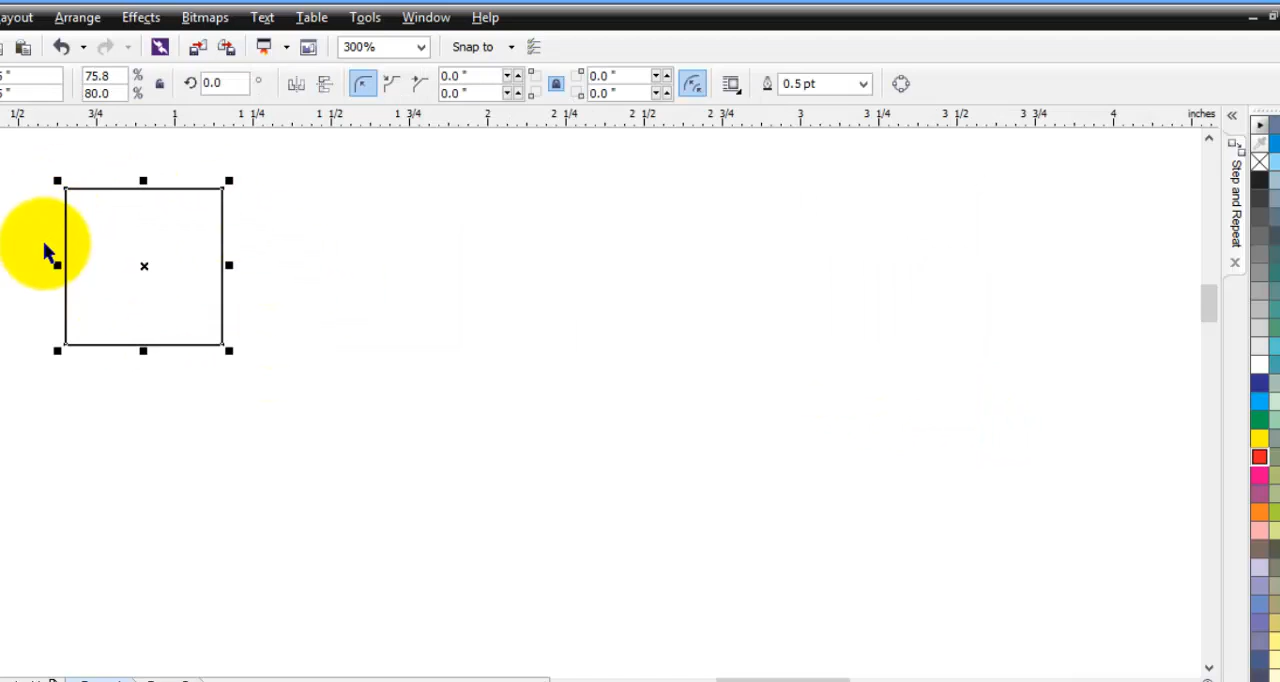 ayout Arrange Effects Bitmaps Text Table Tools Window Help
300% Snap to
" 75.8 % 0.0 ° 0.0 " 0.0 " 0.5 pt
" 80.0 % 0.0 " 0.0 "
1/2 3/4 1 1 1/4 1 1/2 1 3/4 2 2 1/4 2 1/2 2 3/4 3 3 1/4 3 1/2 3 3/4 4 inches
Step and Repeat